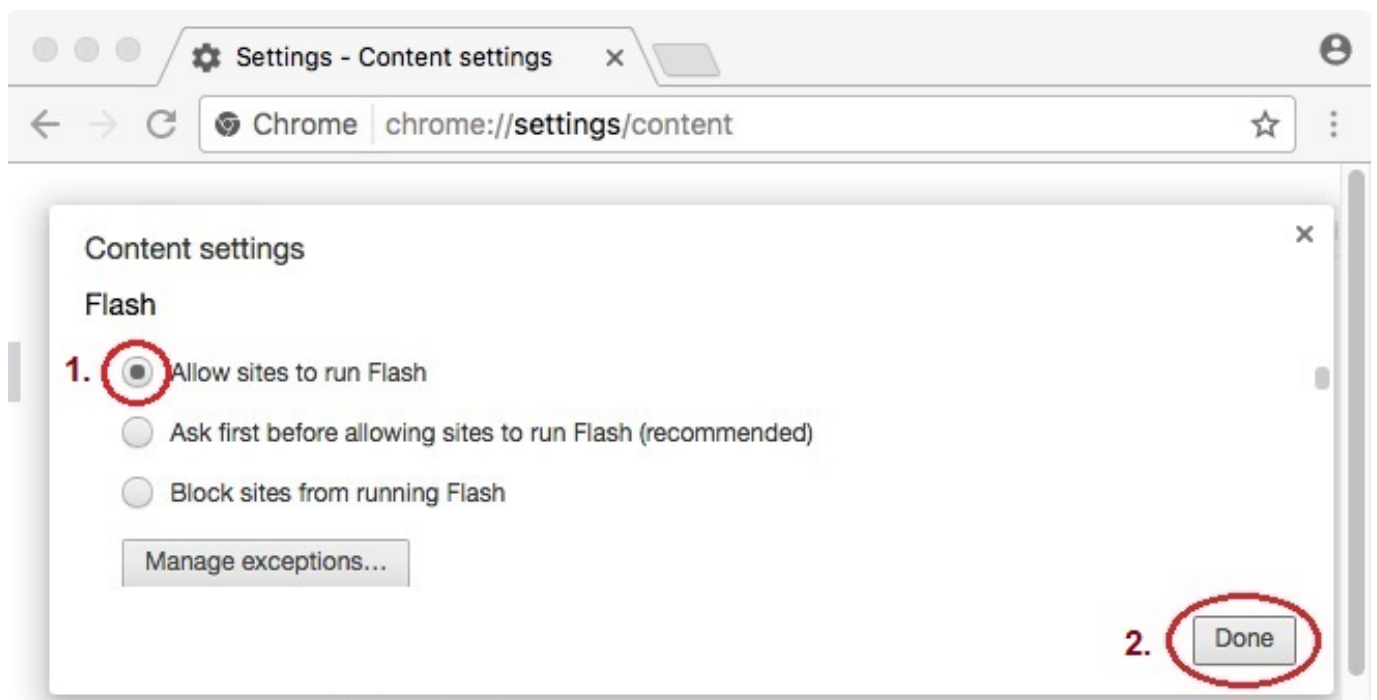 Settings - Content settings
Chrome chrome://settings/content
Content settings
Flash
1. Allow sites to run Flash
Ask first before allowing sites to run Flash (recommended)
Block sites from running Flash
Manage exceptions...
2. Done